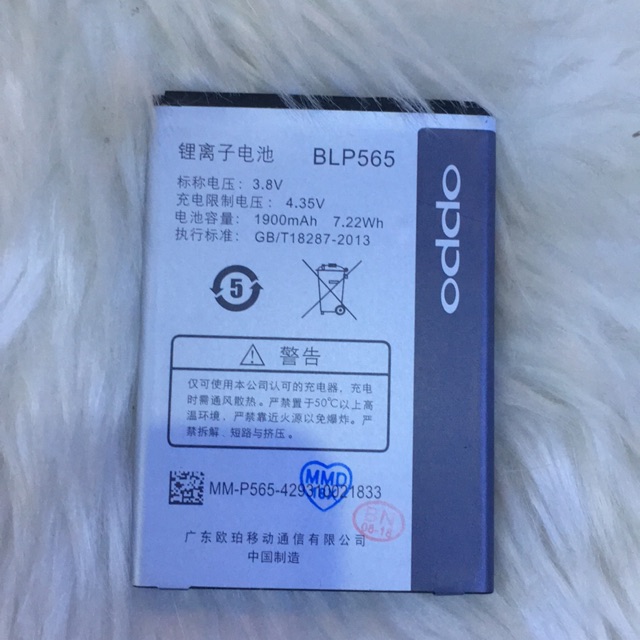 锂离子电池 BLP565
标称电压：3.8V
充电限制电压：4.35V
电池容量：1900mAh 7.22Wh
执行标准：GB/T18287-2013
oppo
5
警告
仅可使用本公司认可的充电器，充电
时需通风散热。严禁置于50℃以上高
温环境，严禁靠近火源以免爆炸。严
禁拆卸、短路与挤压。
MMD
MM-P565-429310021833
EN
08-16
广东欧珀移动通信有限公司
中国制造